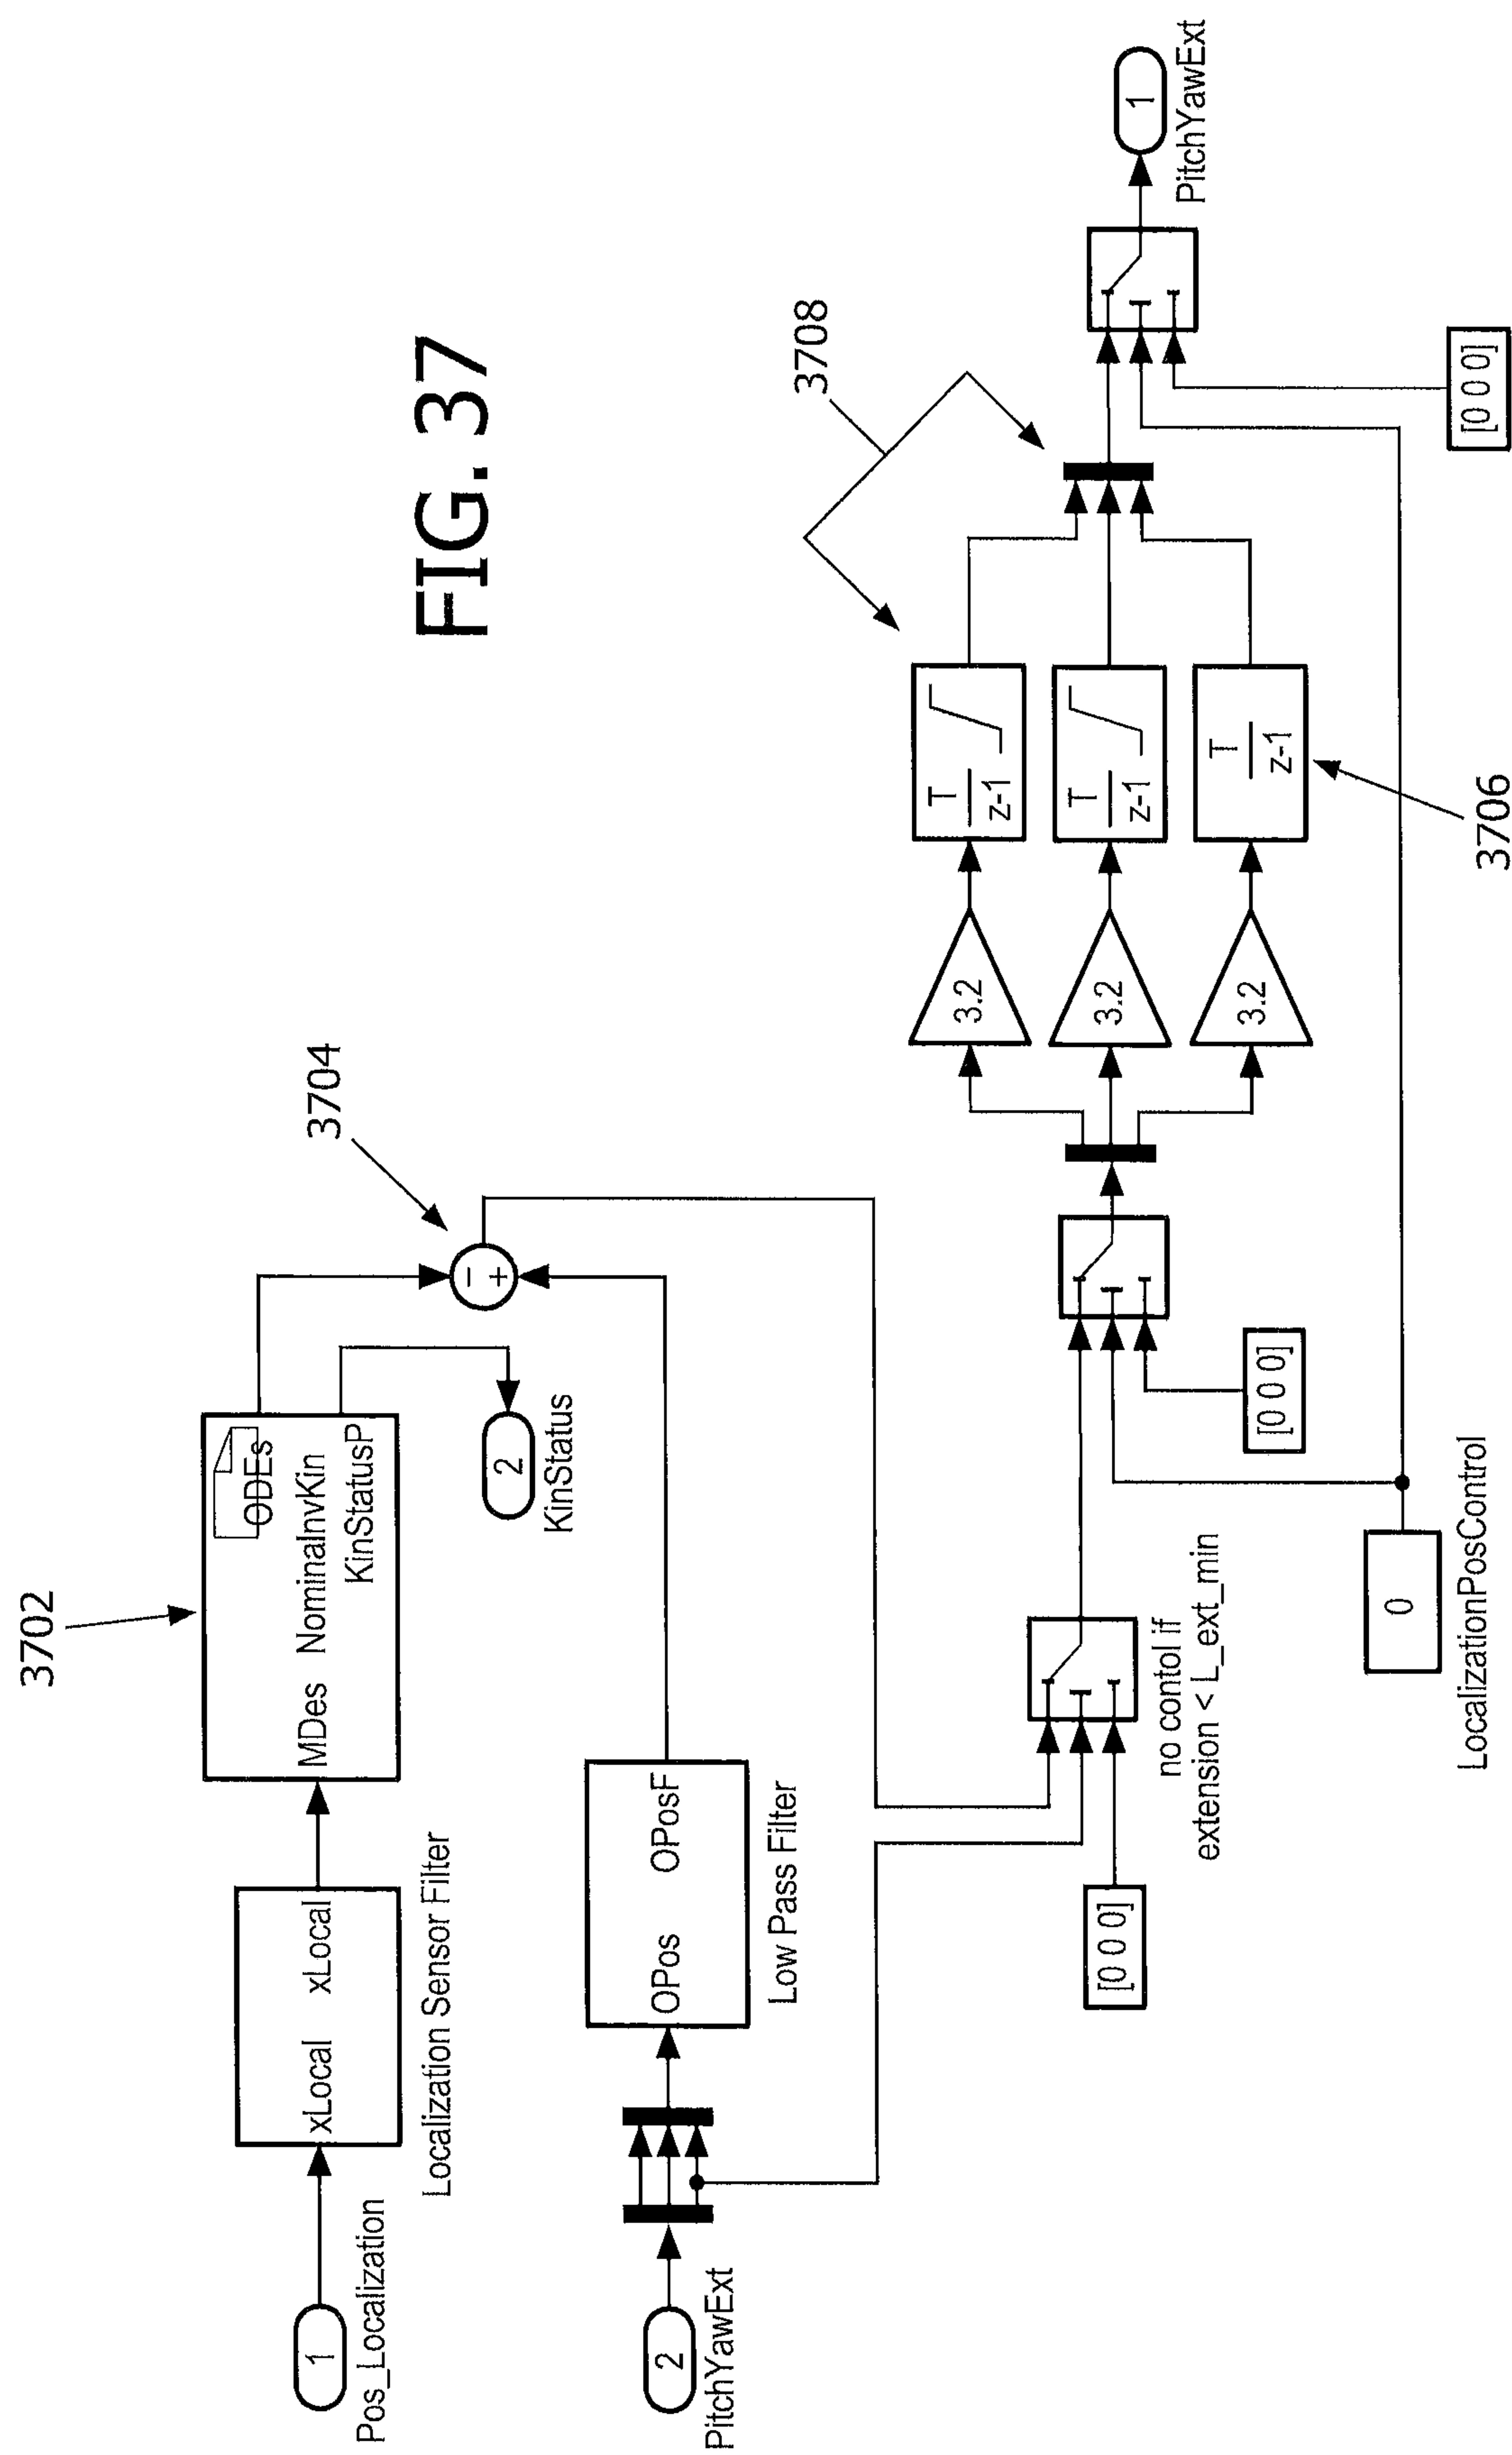 FIG. 37
3702
3704
1
Pos_Localization
xLocal xLocal
Localization Sensor Filter
ODEs
MDes NominalInvKin
KinStatusP
2
KinStatus
2
PitchYawExt
OPos OPosF
Low Pass Filter
[0 0 0]
no contol if
extension < L_ext_min
0
LocalizationPosControl
[0 0 0]
3.2
3.2
3.2
T
z-1
T
z-1
T
z-1
3706
3708
[0 0 0]
1
PitchYawExt